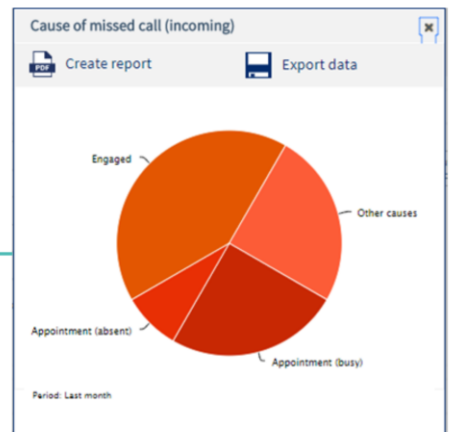 Cause of missed call (incoming)
PDF Create report
Export data
Engaged
Other causes
Appointment (absent)
Appointment (busy)
Period: Last month